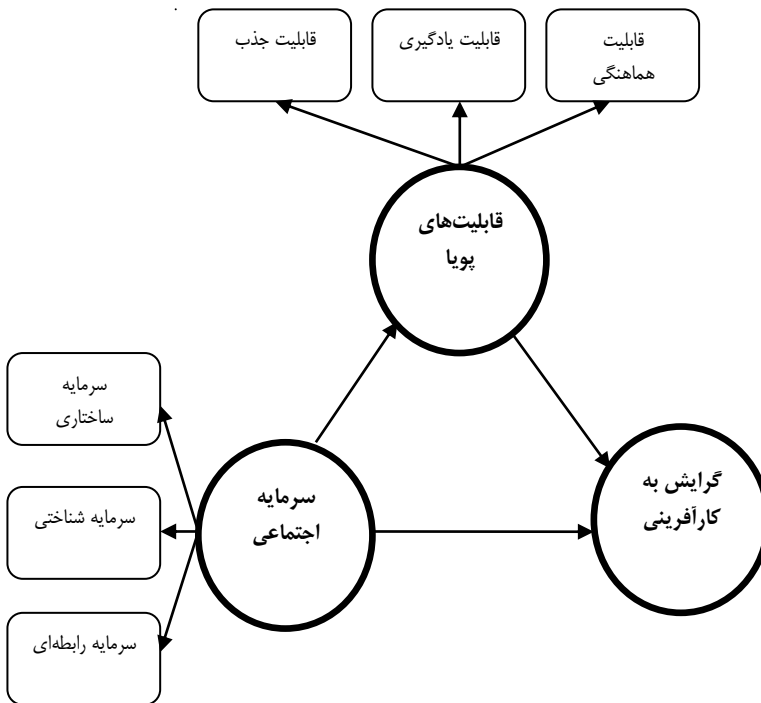 قابلیت
هماهنگی
قابلیت یادگیری
قابلیت جذب
قابلیت‌های
پویا
سرمایه
ساختاری
سرمایه شناختی
سرمایه رابطه‌ای
سرمایه
اجتماعی
گرایش به
کارآفرینی